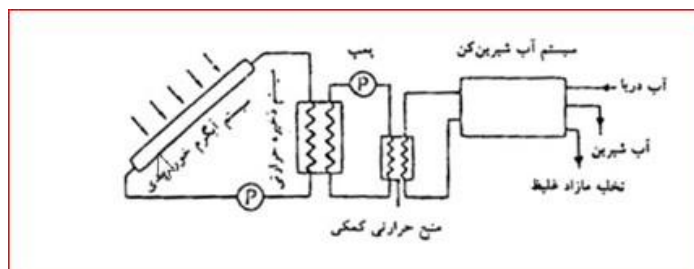 سیستم آب شیرین‌کن
پمپ
آب دریا
آب شیرین
تخلیه مازاد غلیظ
سیستم ذخیره حرارتی
سیستم آبگرم خورشیدی
P
P
منبع حرارتی کمکی